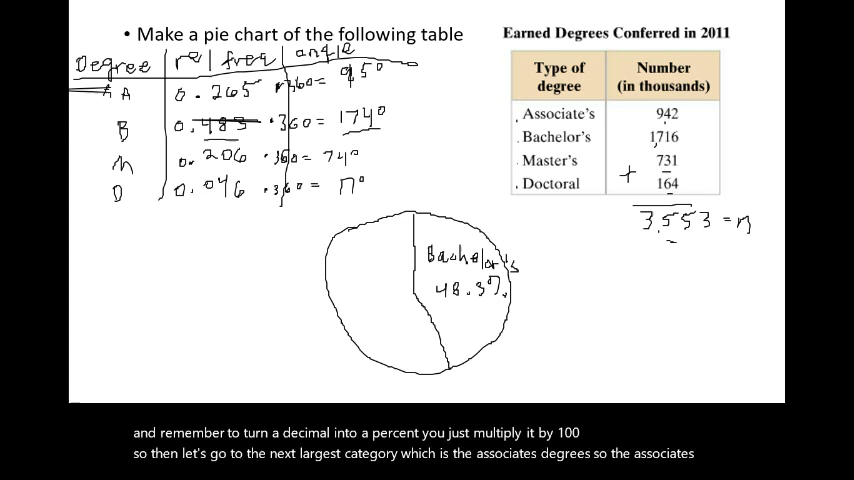 • Make a pie chart of the following table
Degree rel freq angle
A 0.265 ·360= 95°
B 0.483 ·360= 174°
M 0.206 ·360= 74°
D 0.046 ·360= 17°
Bachelor's
48.3%
Earned Degrees Conferred in 2011
Type of degree Number (in thousands)
Associate's 942
Bachelor's 1716
Master's 731
+
Doctoral 164
3,553 = n
and remember to turn a decimal into a percent you just multiply it by 100
so then let's go to the next largest category which is the associates degrees so the associates